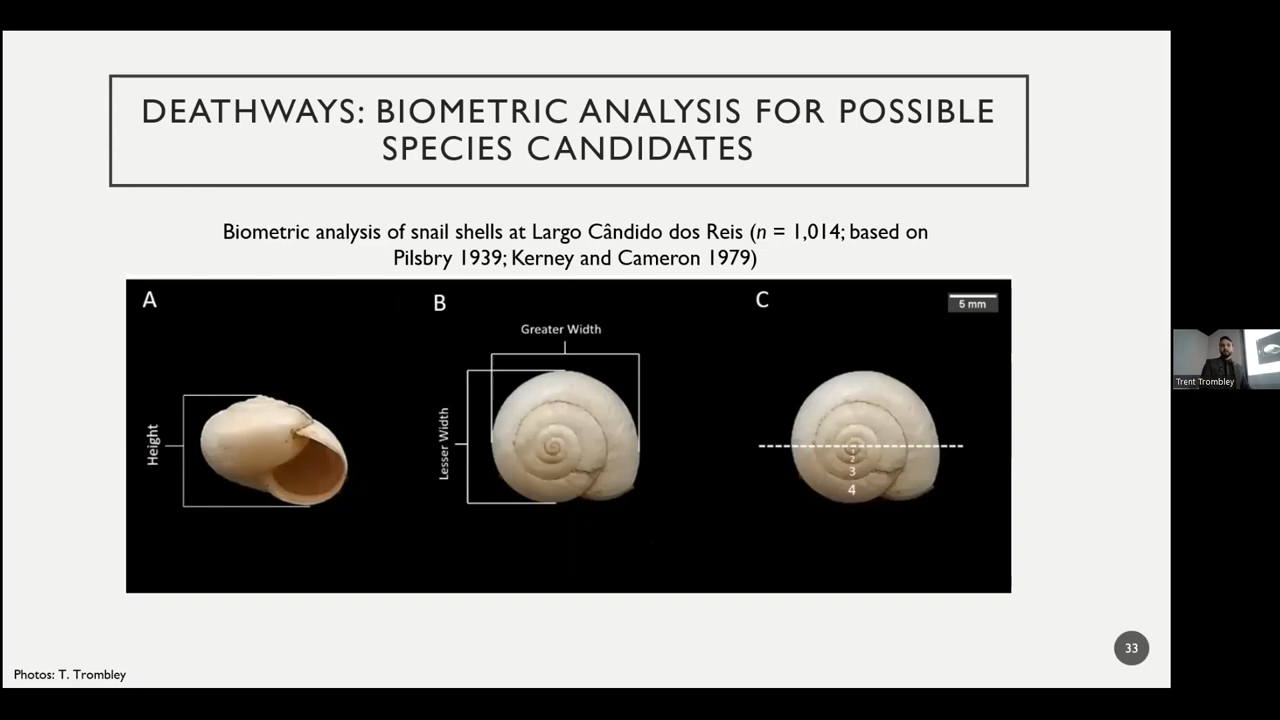 DEATHWAYS: BIOMETRIC ANALYSIS FOR POSSIBLE
SPECIES CANDIDATES
Biometric analysis of snail shells at Largo Cândido dos Reis (n = 1,014; based on
Pilsbry 1939; Kerney and Cameron 1979)
A
B
C
5 mm
Greater Width
Height
Lesser Width
2
3
4
Trent Trombley
33
Photos: T. Trombley